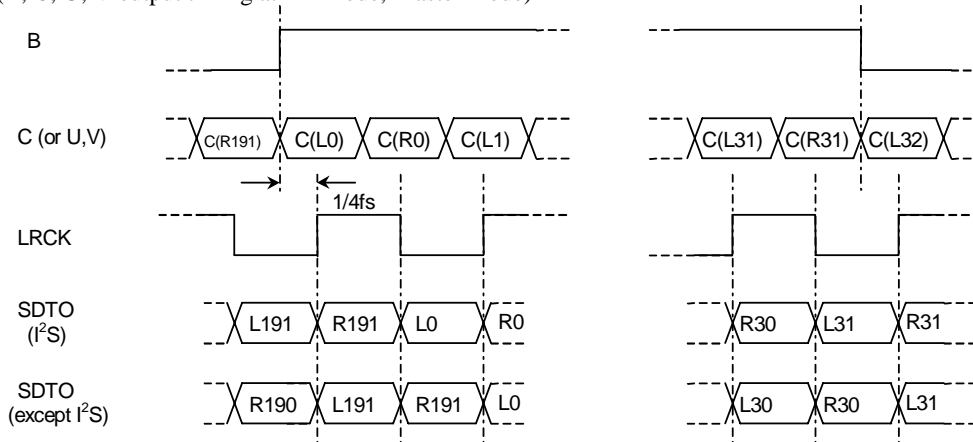 B
C (or U,V)
C(R191) C(L0) C(R0) C(L1) C(L31) C(R31) C(L32)
1/4fs
LRCK
SDTO
(I²S)
L191 R191 L0 R0 R30 L31 R31
SDTO
(except I²S)
R190 L191 R191 L0 L30 R30 L31